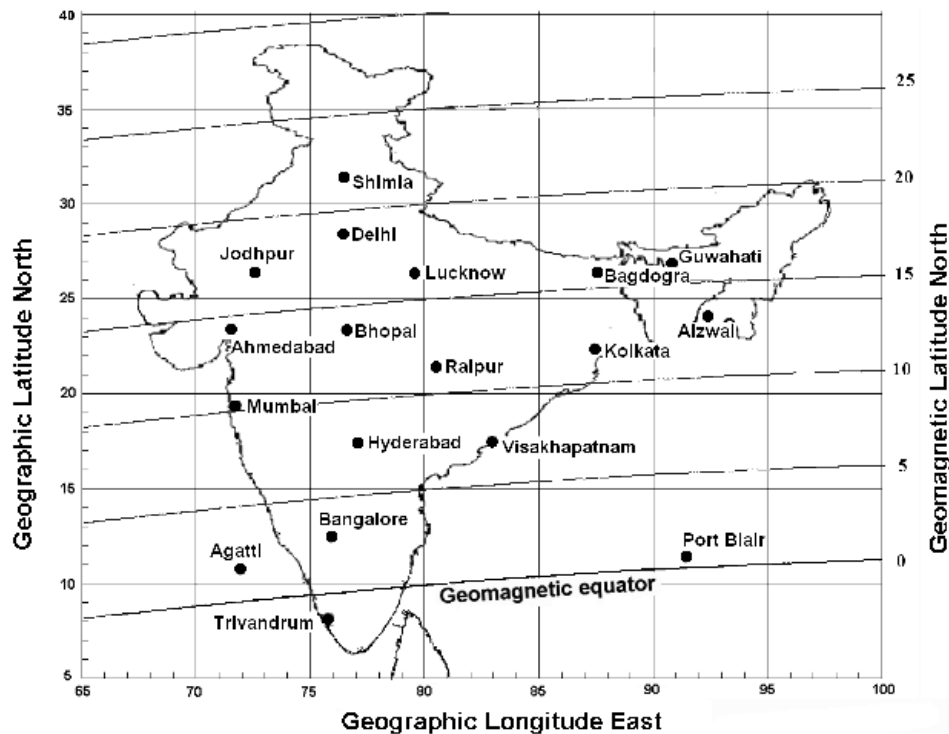 40
35
30
25
20
15
10
5
Geographic Latitude North
25
20
15
10
5
0
Geomagnetic Latitude North
Shimla
Delhi
Jodhpur
Lucknow
Guwahati
Bagdogra
Aizwal
Ahmedabad
Bhopal
Kolkata
Raipur
Mumbai
Hyderabad
Visakhapatnam
Bangalore
Agatti
Port Blair
Geomagnetic equator
Trivandrum
65 70 76 80 85 90 95 100
Geographic Longitude East